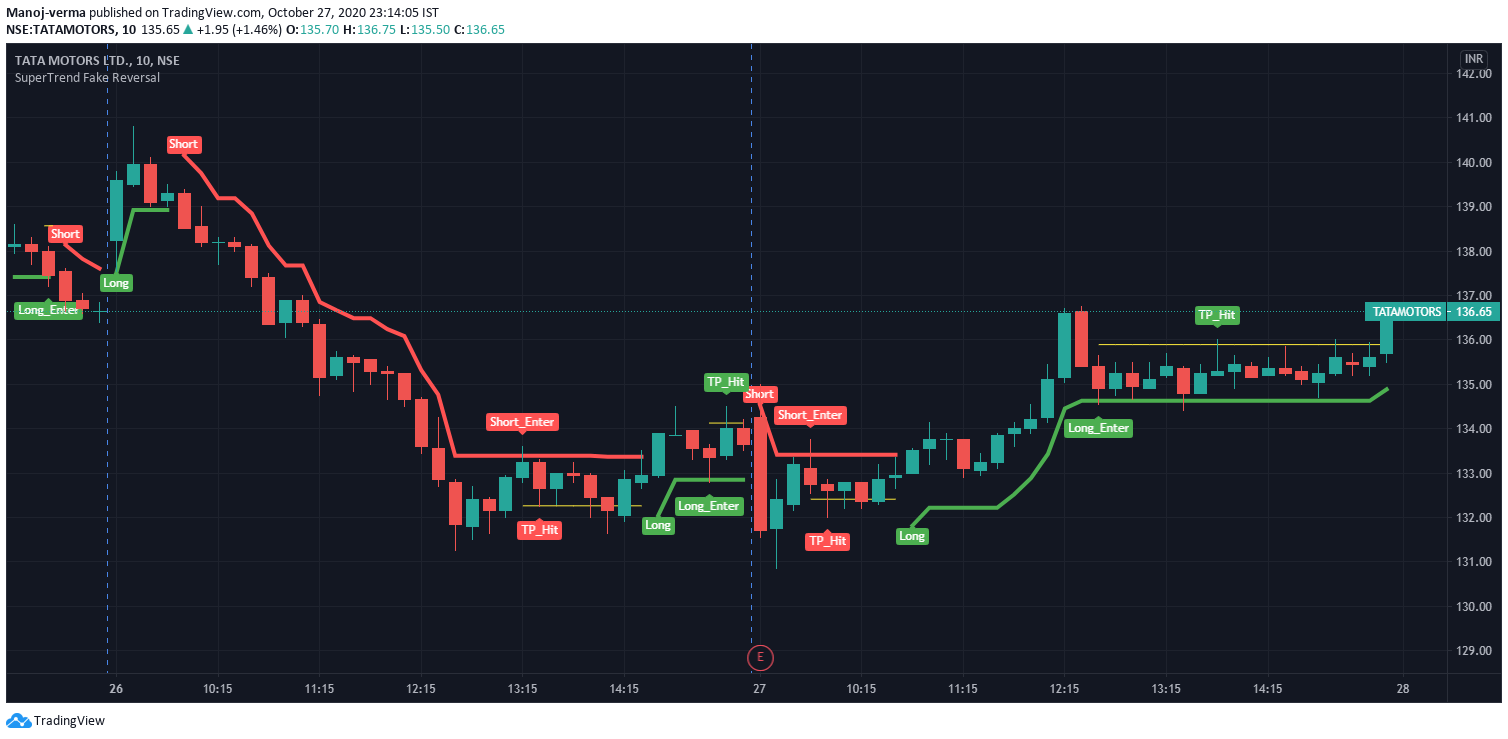 Manoj-verma published on TradingView.com, October 27, 2020 23:14:05 IST
NSE:TATAMOTORS, 10 135.65 ▲ +1.95 (+1.46%) O:135.70 H:136.75 L:135.50 C:136.65
TATA MOTORS LTD., 10, NSE
SuperTrend Fake Reversal
INR
142.00
141.00
Short
140.00
139.00
Short
138.00
Long
137.00
Long_Enter
TP_Hit
TATAMOTORS 136.65
136.00
135.00
TP_Hit
Short
Short_Enter
Short_Enter
Long_Enter
134.00
133.00
Long_Enter
132.00
TP_Hit
Long
TP_Hit
Long
131.00
130.00
129.00
E
26 10:15 11:15 12:15 13:15 14:15 27 10:15 11:15 12:15 13:15 14:15 28
TradingView